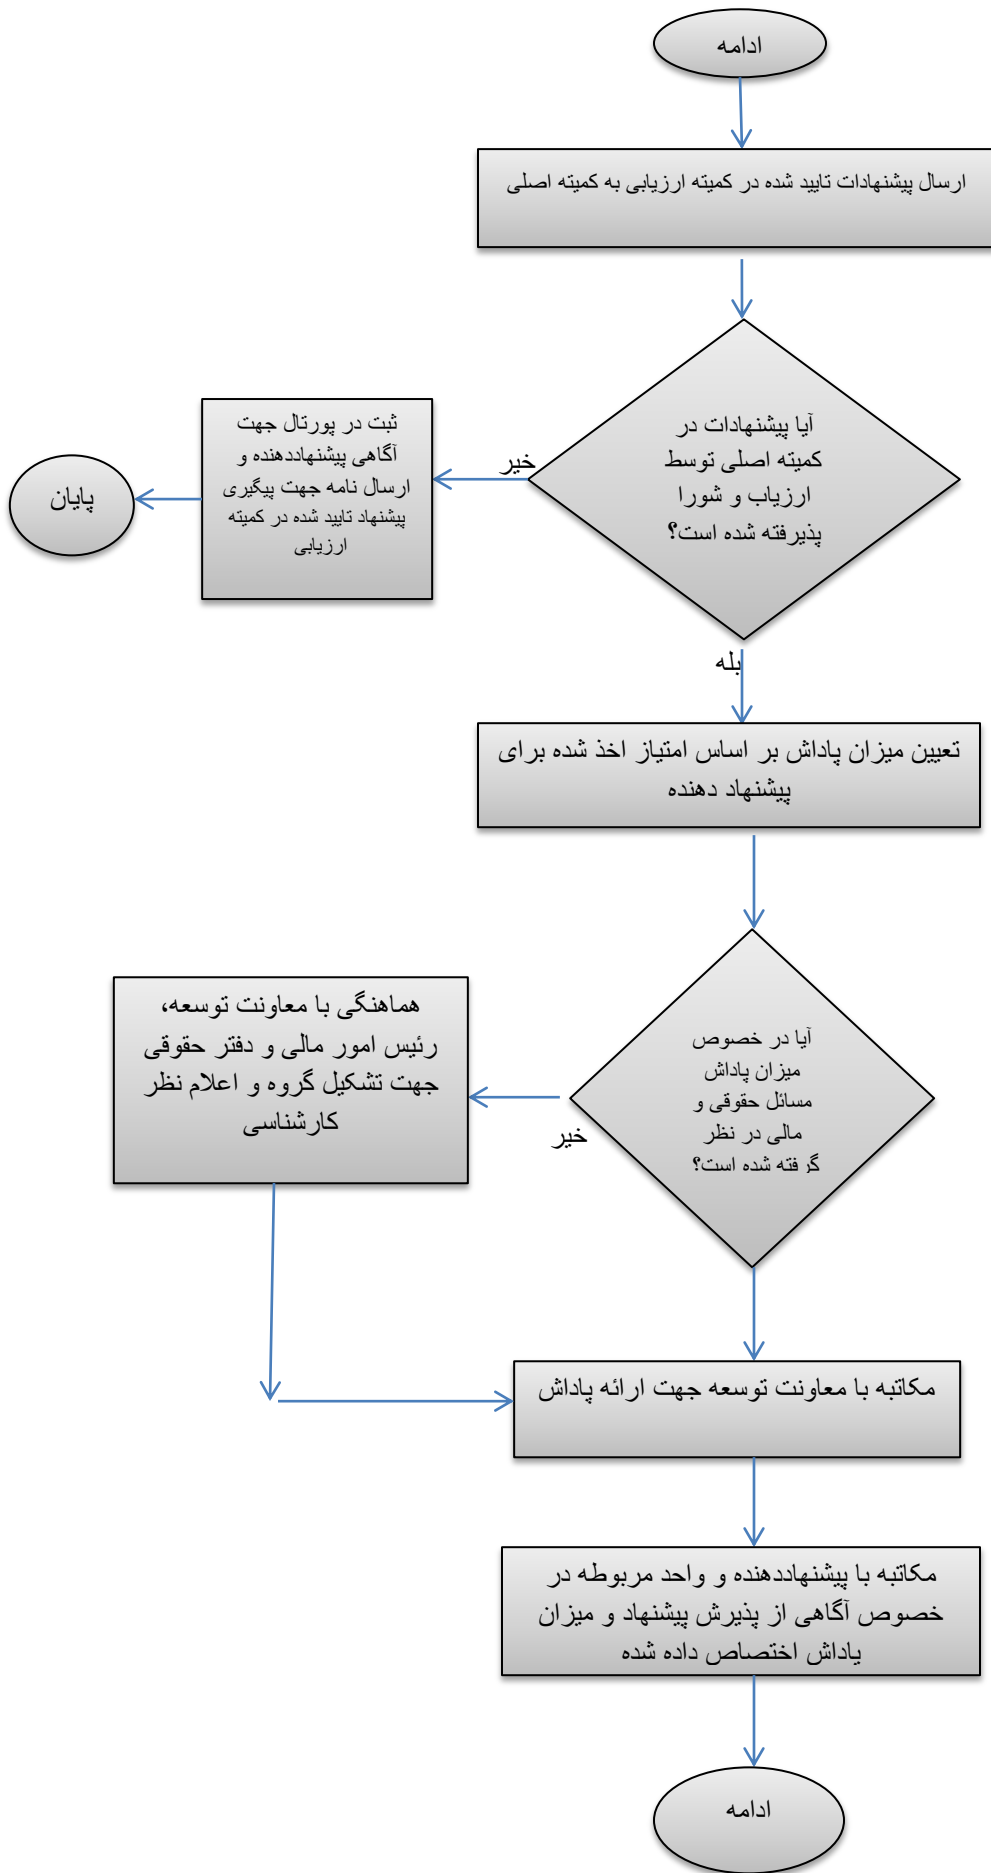 ادامه
ارسال پیشنهادات تایید شده در کمیته ارزیابی به کمیته اصلی
آیا پیشنهادات در
کمیته اصلی توسط
ارزیاب و شورا
پذیرفته شده است؟
خیر
ثبت در پورتال جهت
آگاهی پیشنهاددهنده و
ارسال نامه جهت پیگیری
پیشنهاد تایید شده در کمیته
ارزیابی
پایان
بله
تعیین میزان پاداش بر اساس امتیاز اخذ شده برای
پیشنهاد دهنده
آیا در خصوص
میزان پاداش
مسائل حقوقی و
مالی در نظر
گرفته شده است؟
خیر
هماهنگی با معاونت توسعه،
رئیس امور مالی و دفتر حقوقی
جهت تشکیل گروه و اعلام نظر
کارشناسی
مکاتبه با معاونت توسعه جهت ارائه پاداش
مکاتبه با پیشنهاددهنده و واحد مربوطه در
خصوص آگاهی از پذیرش پیشنهاد و میزان
پاداش اختصاص داده شده
ادامه